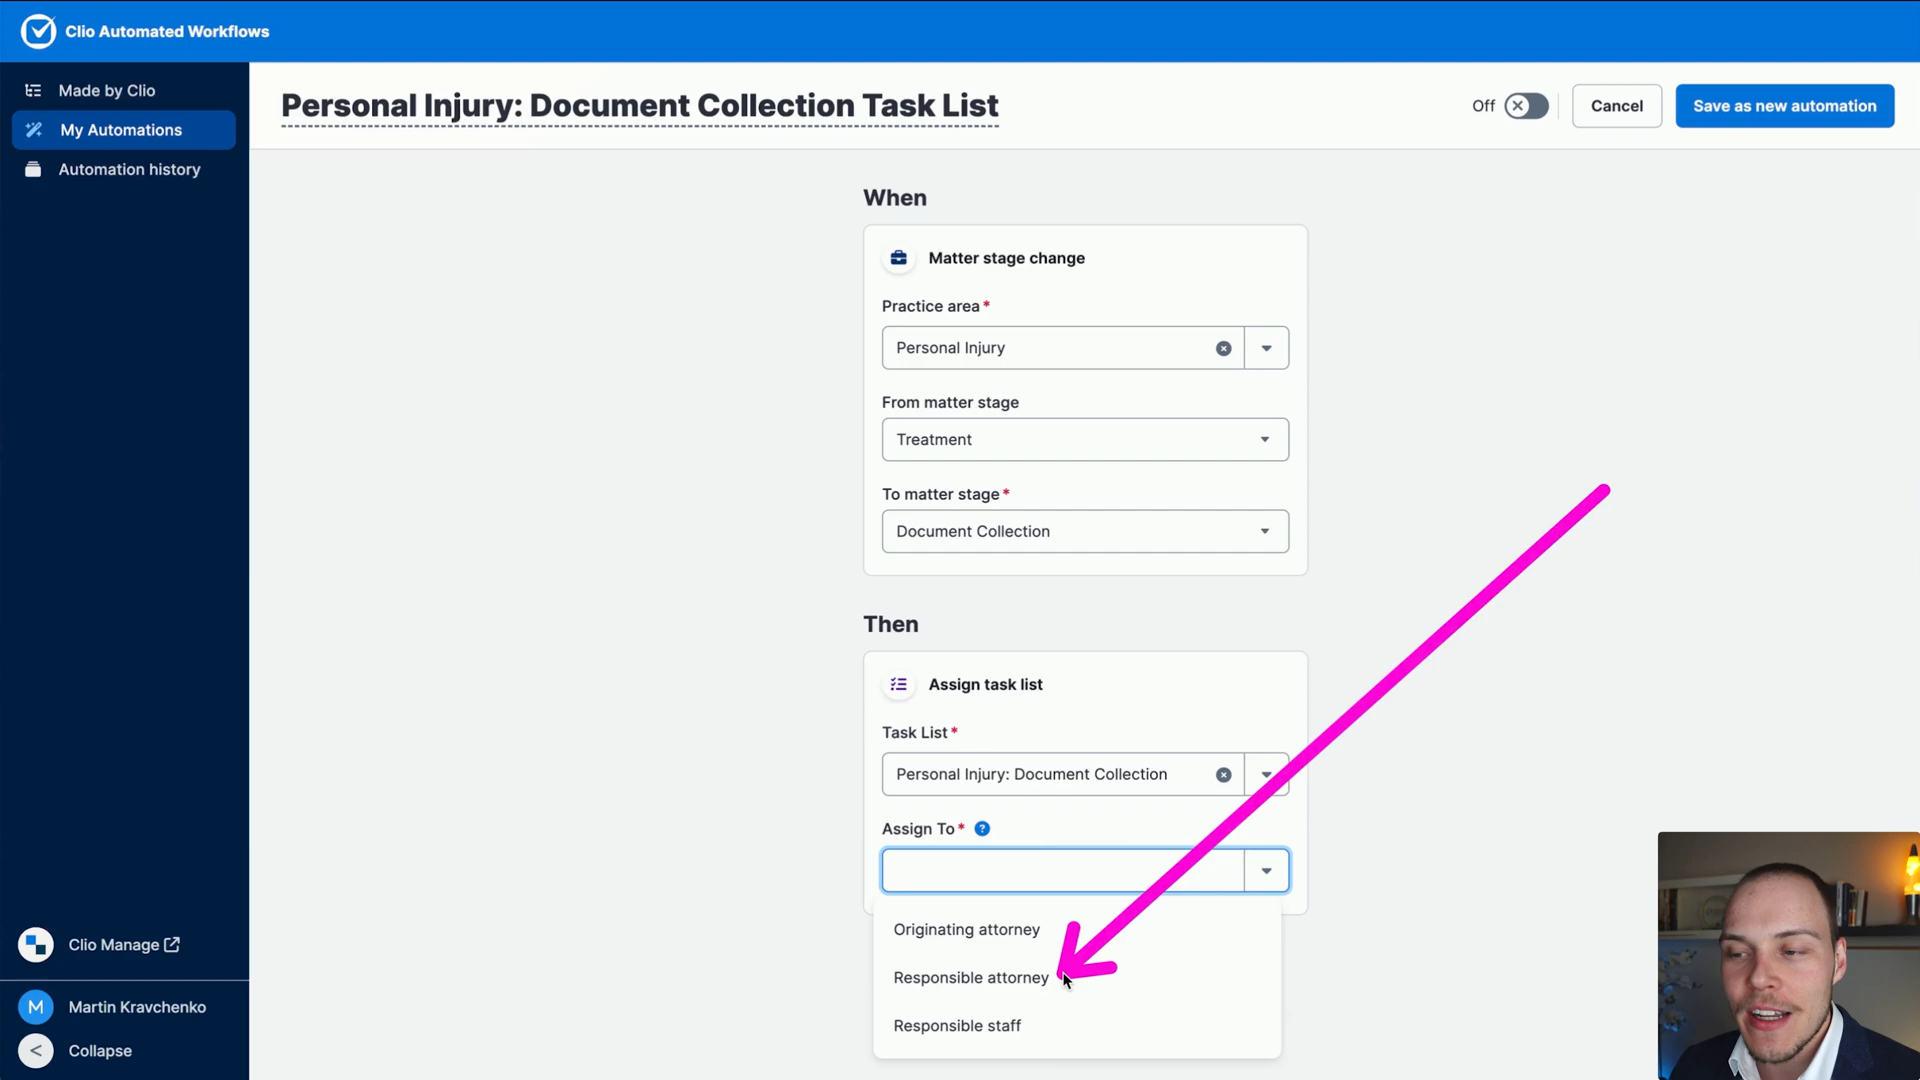 Clio Automated Workflows
Made by Clio
My Automations
Automation history
Personal Injury: Document Collection Task List
Off
Cancel
Save as new automation
When
Matter stage change
Practice area*
Personal Injury
From matter stage
Treatment
To matter stage*
Document Collection
Then
Assign task list
Task List*
Personal Injury: Document Collection
Assign To* ?
Originating attorney
Responsible attorney
Responsible staff
Clio Manage
M Martin Kravchenko
< Collapse